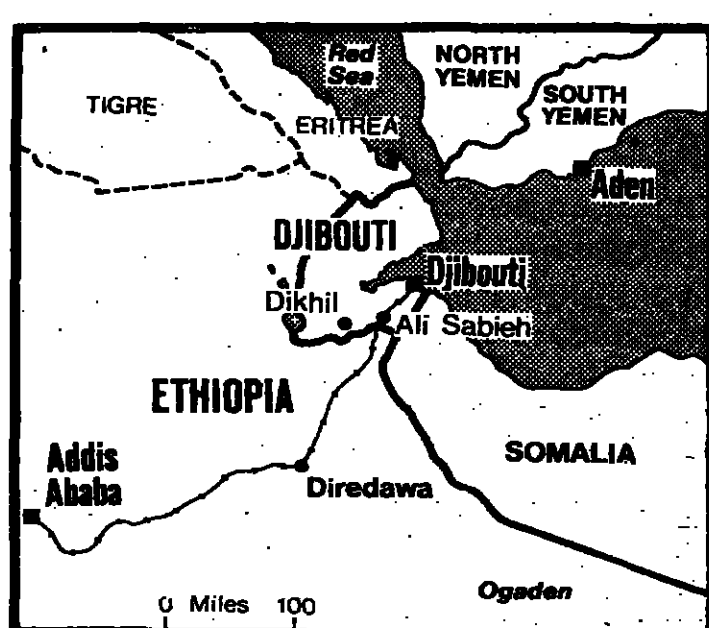 Red
Sea
NORTH
YEMEN
TIGRE
SOUTH
YEMEN
ERITREA
Aden
DJIBOUTI
Djibouti
Dikhil
Ali Sabieh
ETHIOPIA
Addis
Ababa
SOMALIA
Diredawa
Ogaden
0 Miles 100